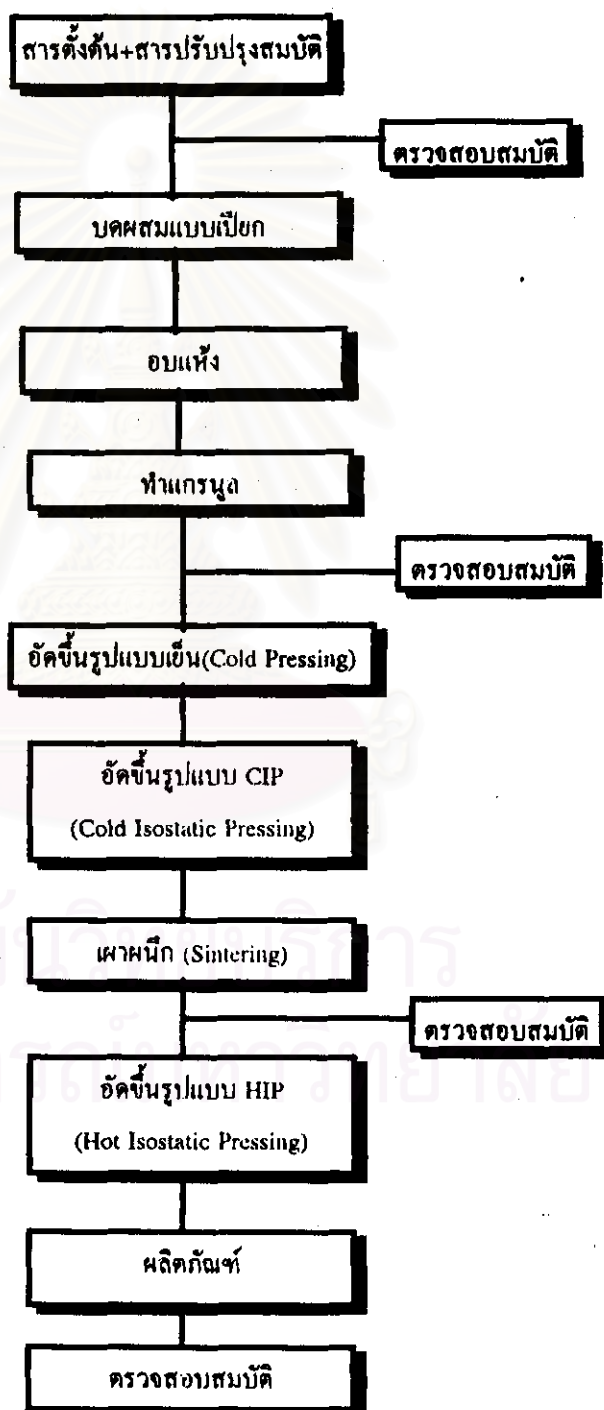 สารตั้งต้น+สารปรับปรุงสมบัติ
ตรวจสอบสมบัติ
บดผสมแบบเปียก
อบแห้ง
ทำแกรนูล
ตรวจสอบสมบัติ
อัดขึ้นรูปแบบเย็น(Cold Pressing)
อัดขึ้นรูปแบบ CIP
(Cold Isostatic Pressing)
เผาผนึก (Sintering)
ตรวจสอบสมบัติ
อัดขึ้นรูปแบบ HIP
(Hot Isostatic Pressing)
ผลิตภัณฑ์
ตรวจสอบสมบัติ